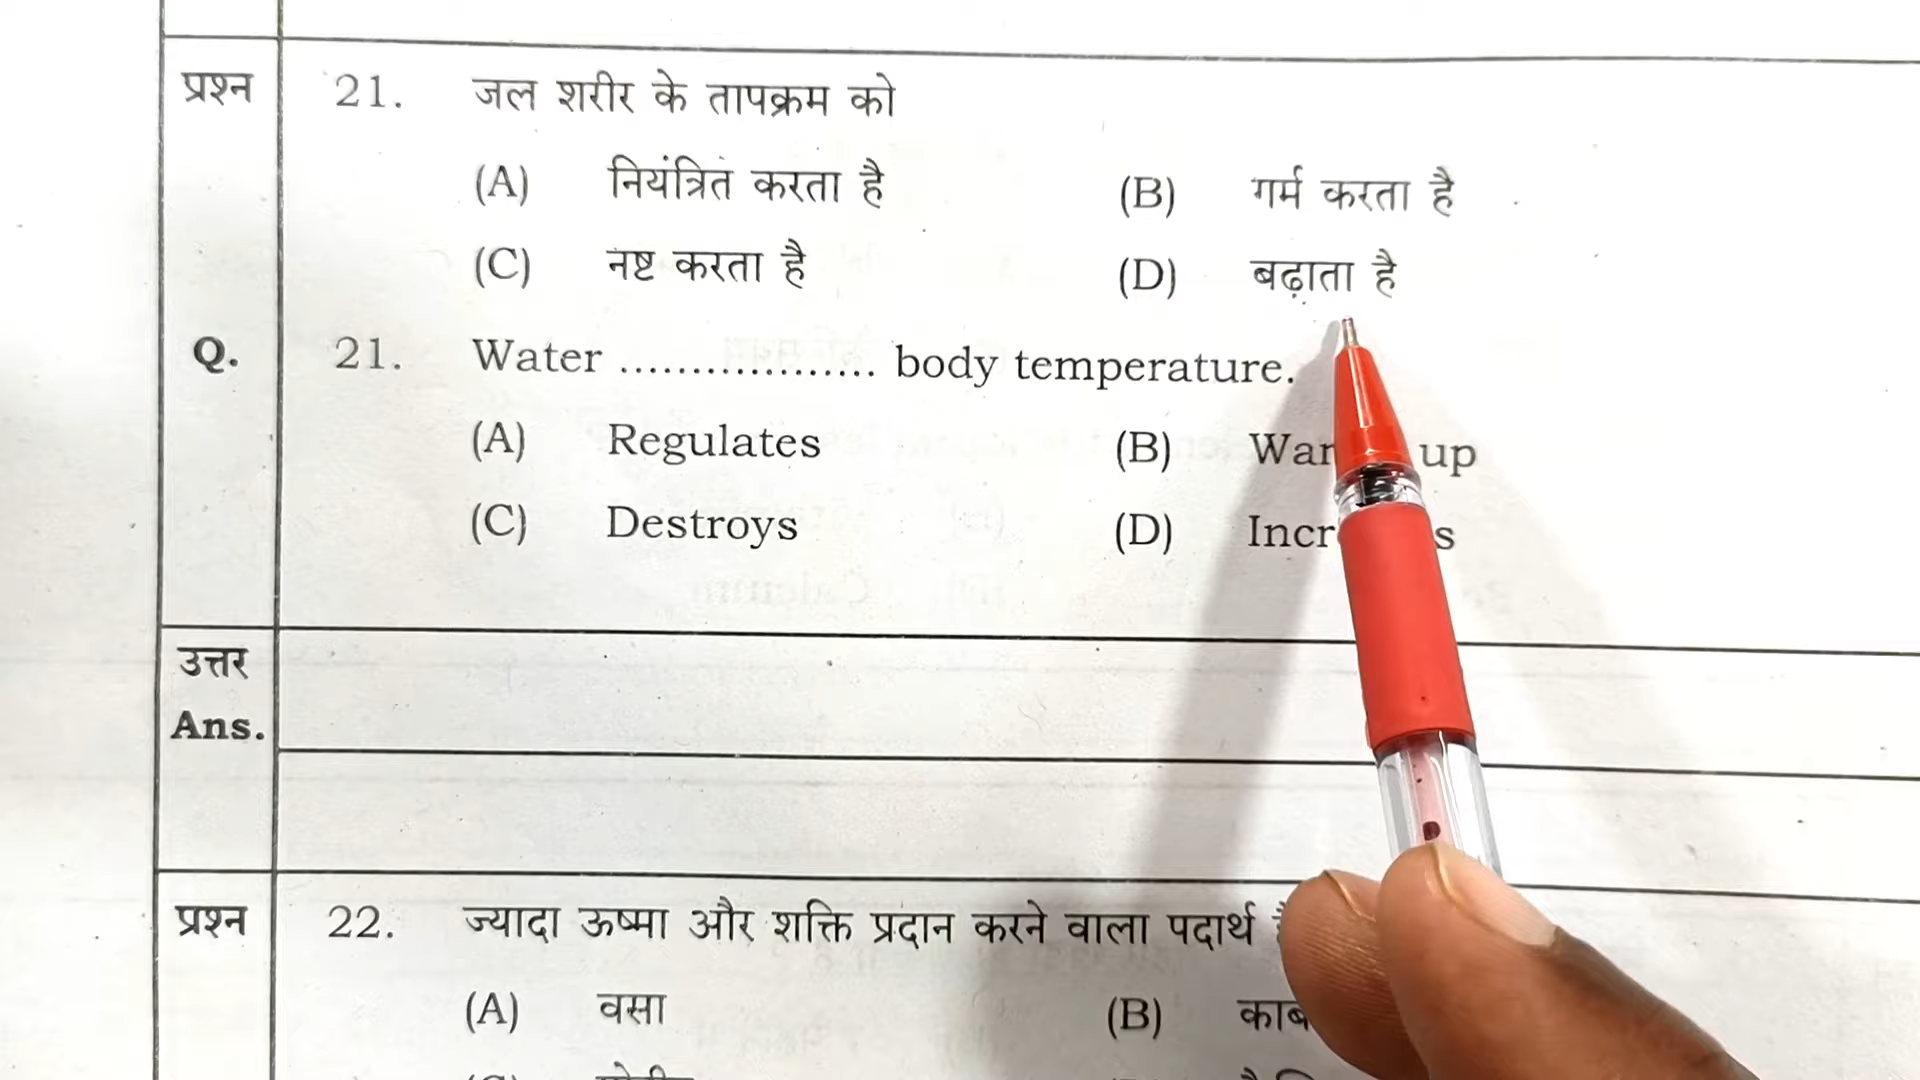 प्रश्न 21. जल शरीर के तापक्रम को
(A) नियंत्रित करता है (B) गर्म करता है
(C) नष्ट करता है (D) बढ़ाता है
Q. 21. Water .................. body temperature.
(A) Regulates (B) up
(C) Destroys (D)
उत्तर
Ans.
प्रश्न 22. ज्यादा ऊष्मा और शक्ति प्रदान करने वाला पदार्थ
(A) वसा (B)